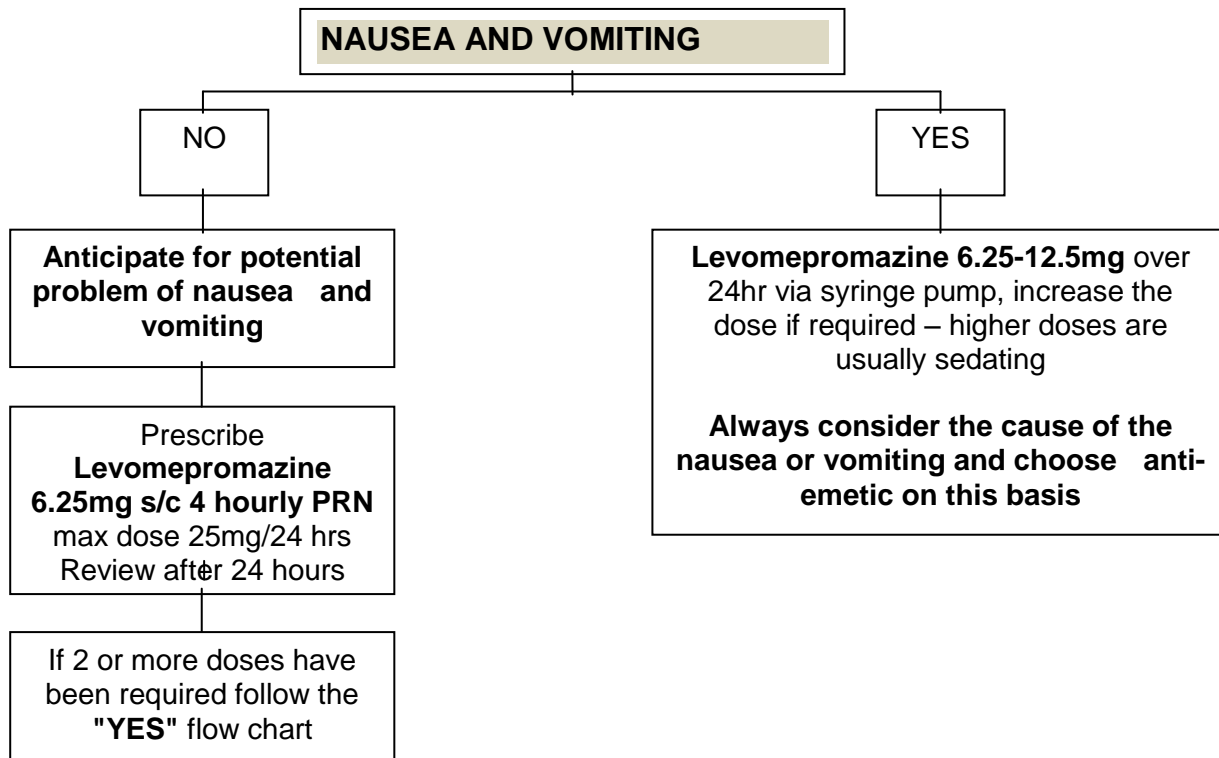 NAUSEA AND VOMITING
NO
YES
Anticipate for potential
problem of nausea and
vomiting
Levomepromazine 6.25-12.5mg over
24hr via syringe pump, increase the
dose if required – higher doses are
usually sedating
Always consider the cause of the
nausea or vomiting and choose anti-
emetic on this basis
Prescribe
Levomepromazine
6.25mg s/c 4 hourly PRN
max dose 25mg/24 hrs
Review after 24 hours
If 2 or more doses have
been required follow the
"YES" flow chart